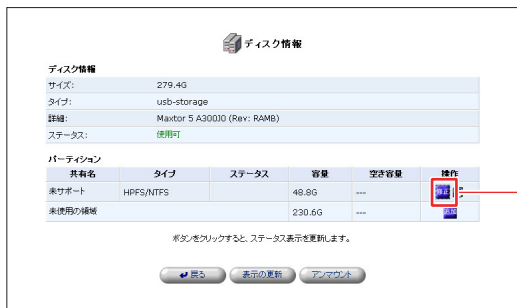 ディスク情報
ディスク情報
サイズ: 279.4G
タイプ: usb-storage
詳細: Maxtor 5 A300J0 (Rev: RAMB)
ステータス: 使用可
パーティション
共有名 タイプ ステータス 容量 空き容量 操作
未サポート HPFS/NTFS 48.8G --- 修正
未使用の領域 230.6G --- 追加
ボタンをクリックすると、ステータス表示を更新します。
戻る 表示の更新 アンマウント